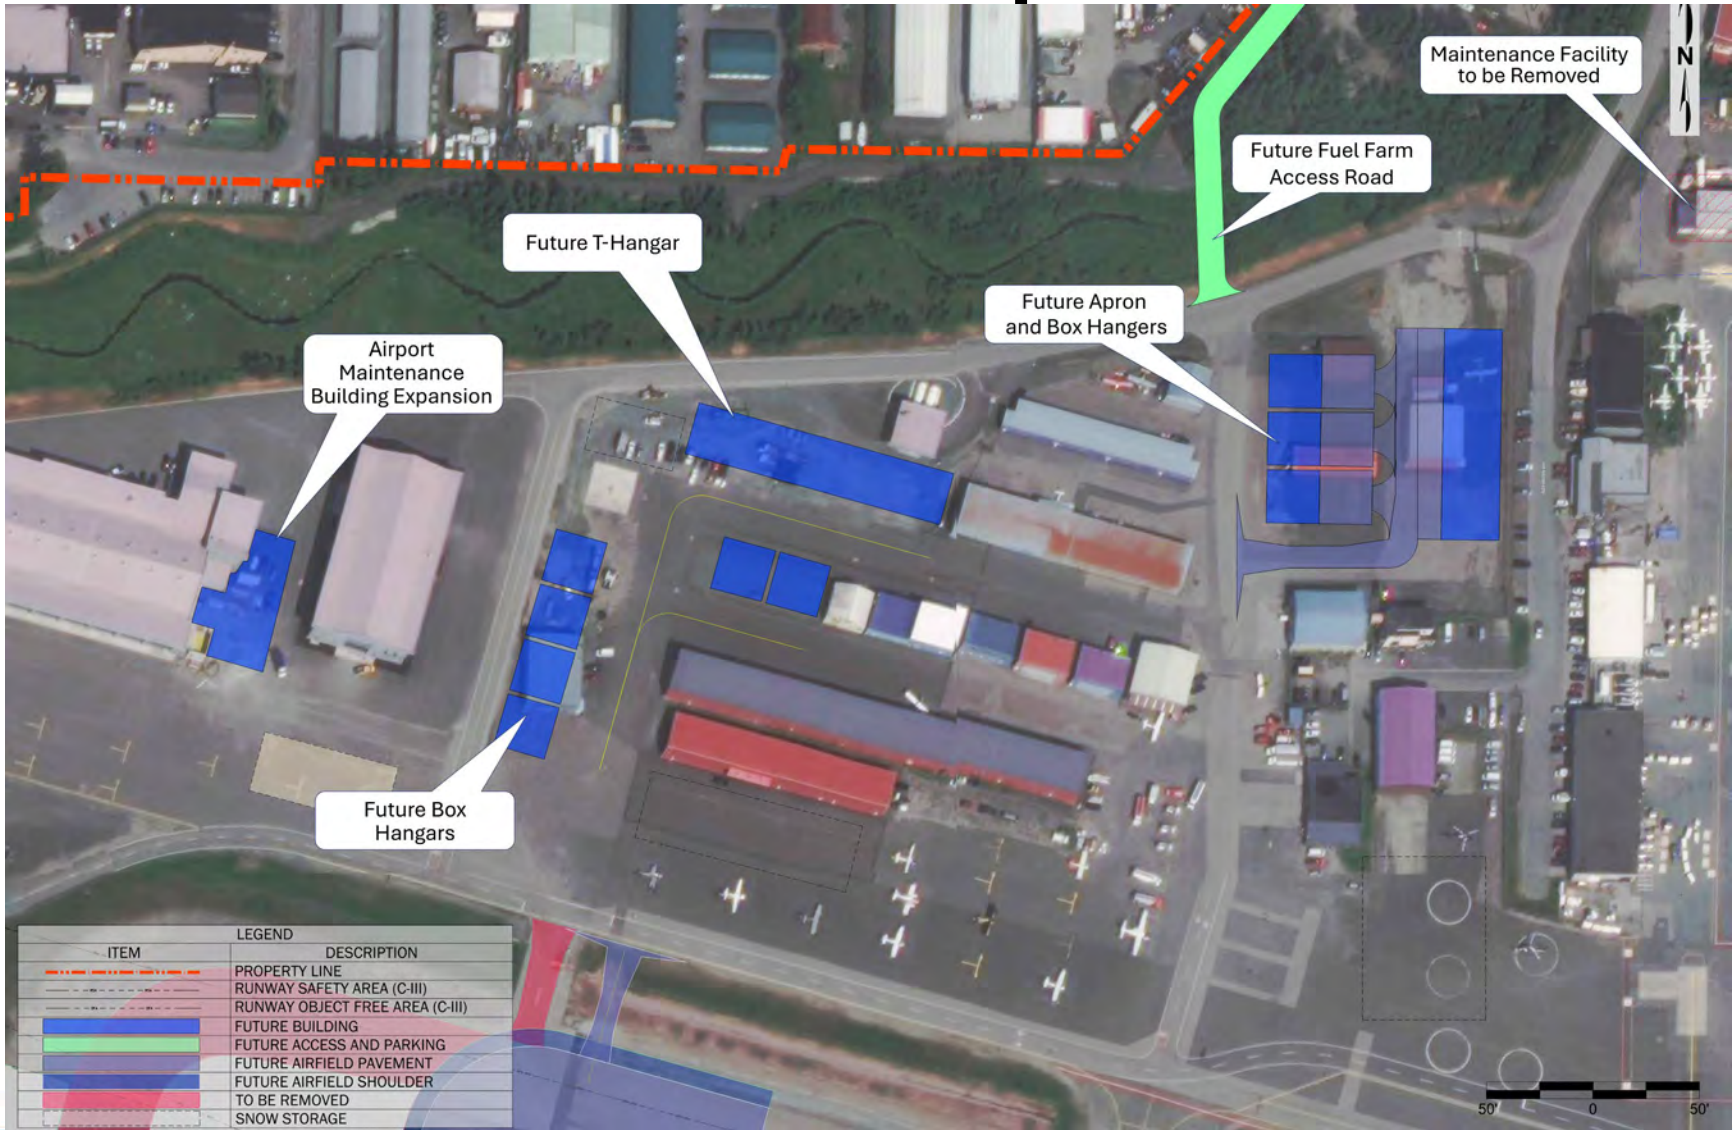 N
Maintenance Facility
to be Removed
Future Fuel Farm
Access Road
Future T-Hangar
Future Apron
and Box Hangers
Airport
Maintenance
Building Expansion
Future Box
Hangars
LEGEND
ITEM DESCRIPTION
PROPERTY LINE
RUNWAY SAFETY AREA (C-III)
RUNWAY OBJECT FREE AREA (C-III)
FUTURE BUILDING
FUTURE ACCESS AND PARKING
FUTURE AIRFIELD PAVEMENT
FUTURE AIRFIELD SHOULDER
TO BE REMOVED
SNOW STORAGE
50' 0 50'